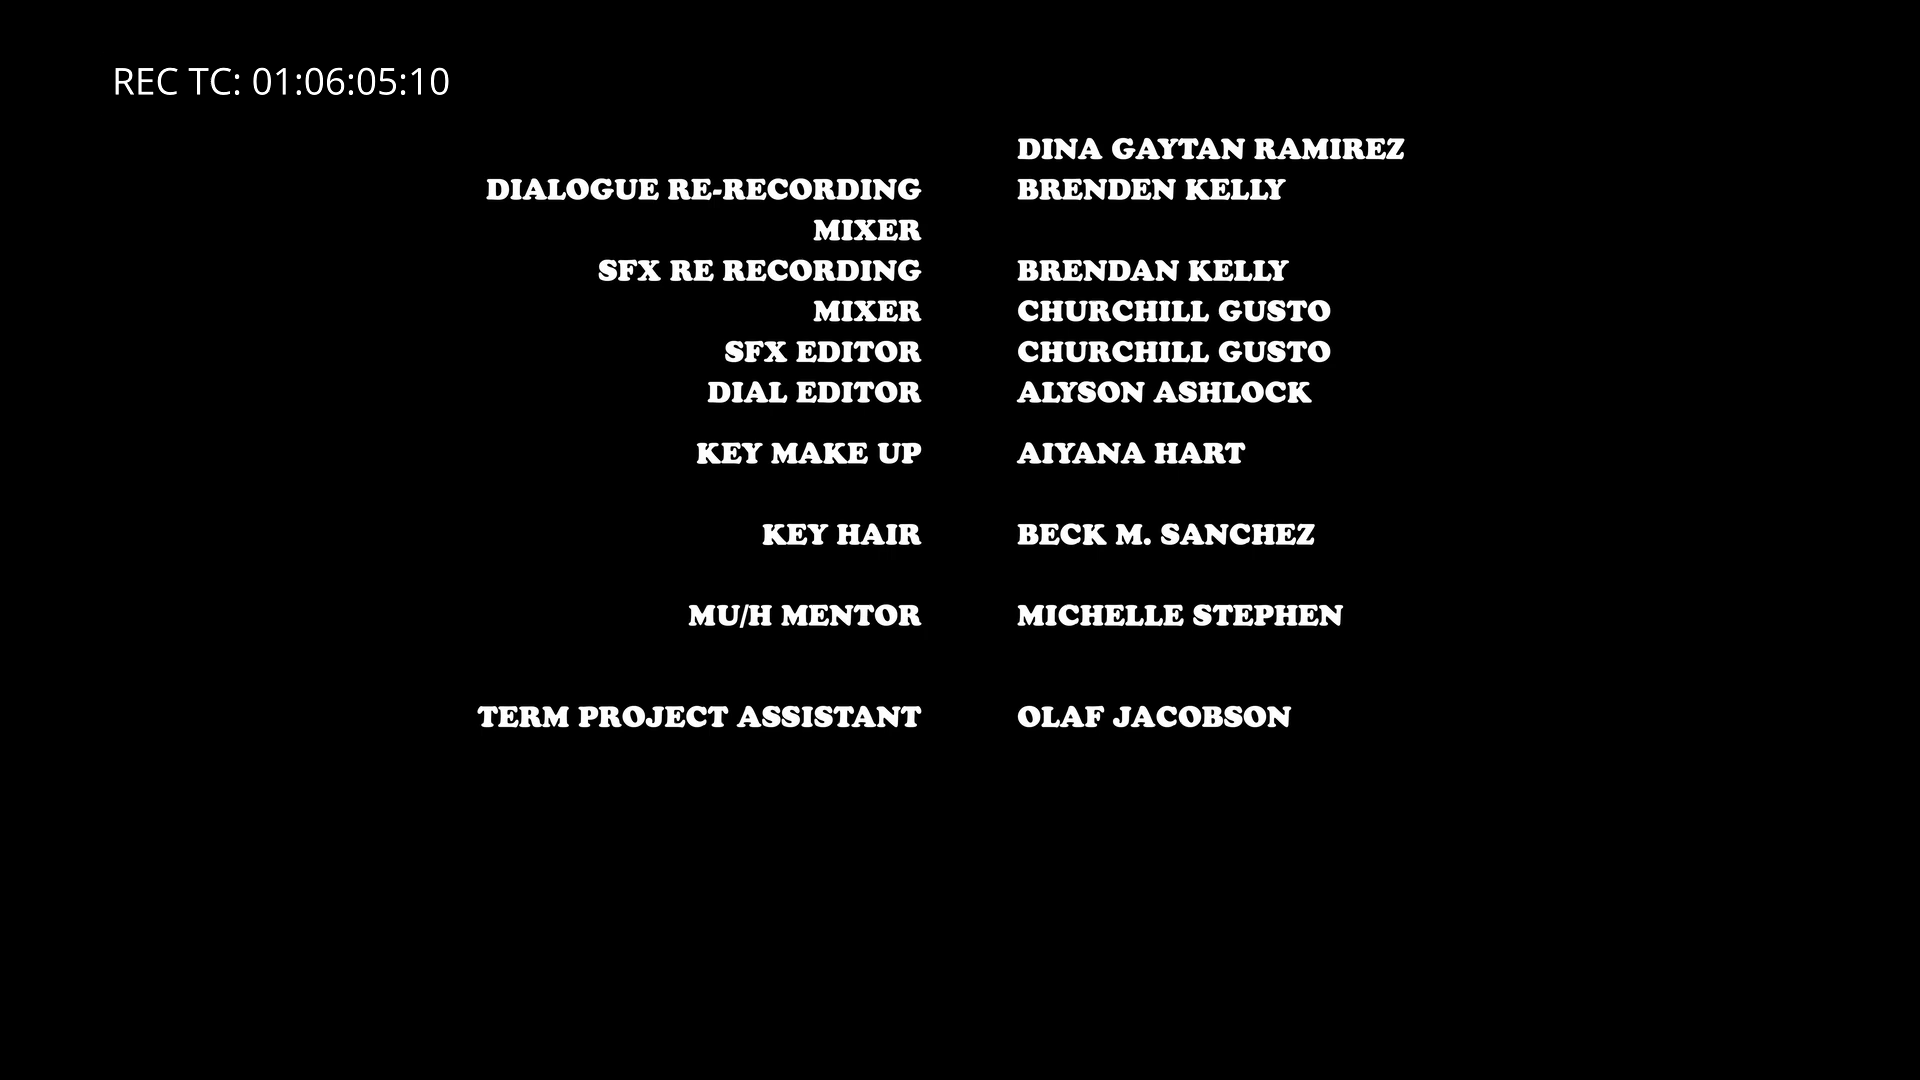 REC TC: 01:06:05:10
DINA GAYTAN RAMIREZ
DIALOGUE RE-RECORDING BRENDEN KELLY
MIXER
SFX RE RECORDING BRENDAN KELLY
MIXER CHURCHILL GUSTO
SFX EDITOR CHURCHILL GUSTO
DIAL EDITOR ALYSON ASHLOCK
KEY MAKE UP AIYANA HART
KEY HAIR BECK M. SANCHEZ
MU/H MENTOR MICHELLE STEPHEN
TERM PROJECT ASSISTANT OLAF JACOBSON